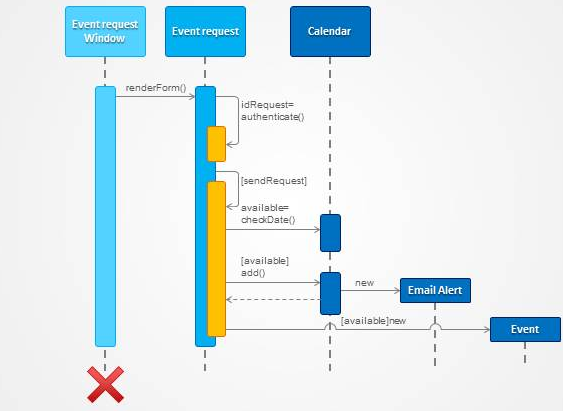 Event request
Window
Event request
Calendar
renderForm()
idRequest=
authenticate()
[sendRequest]
available=
checkDate()
[available]
add()
new
Email Alert
[available]new
Event